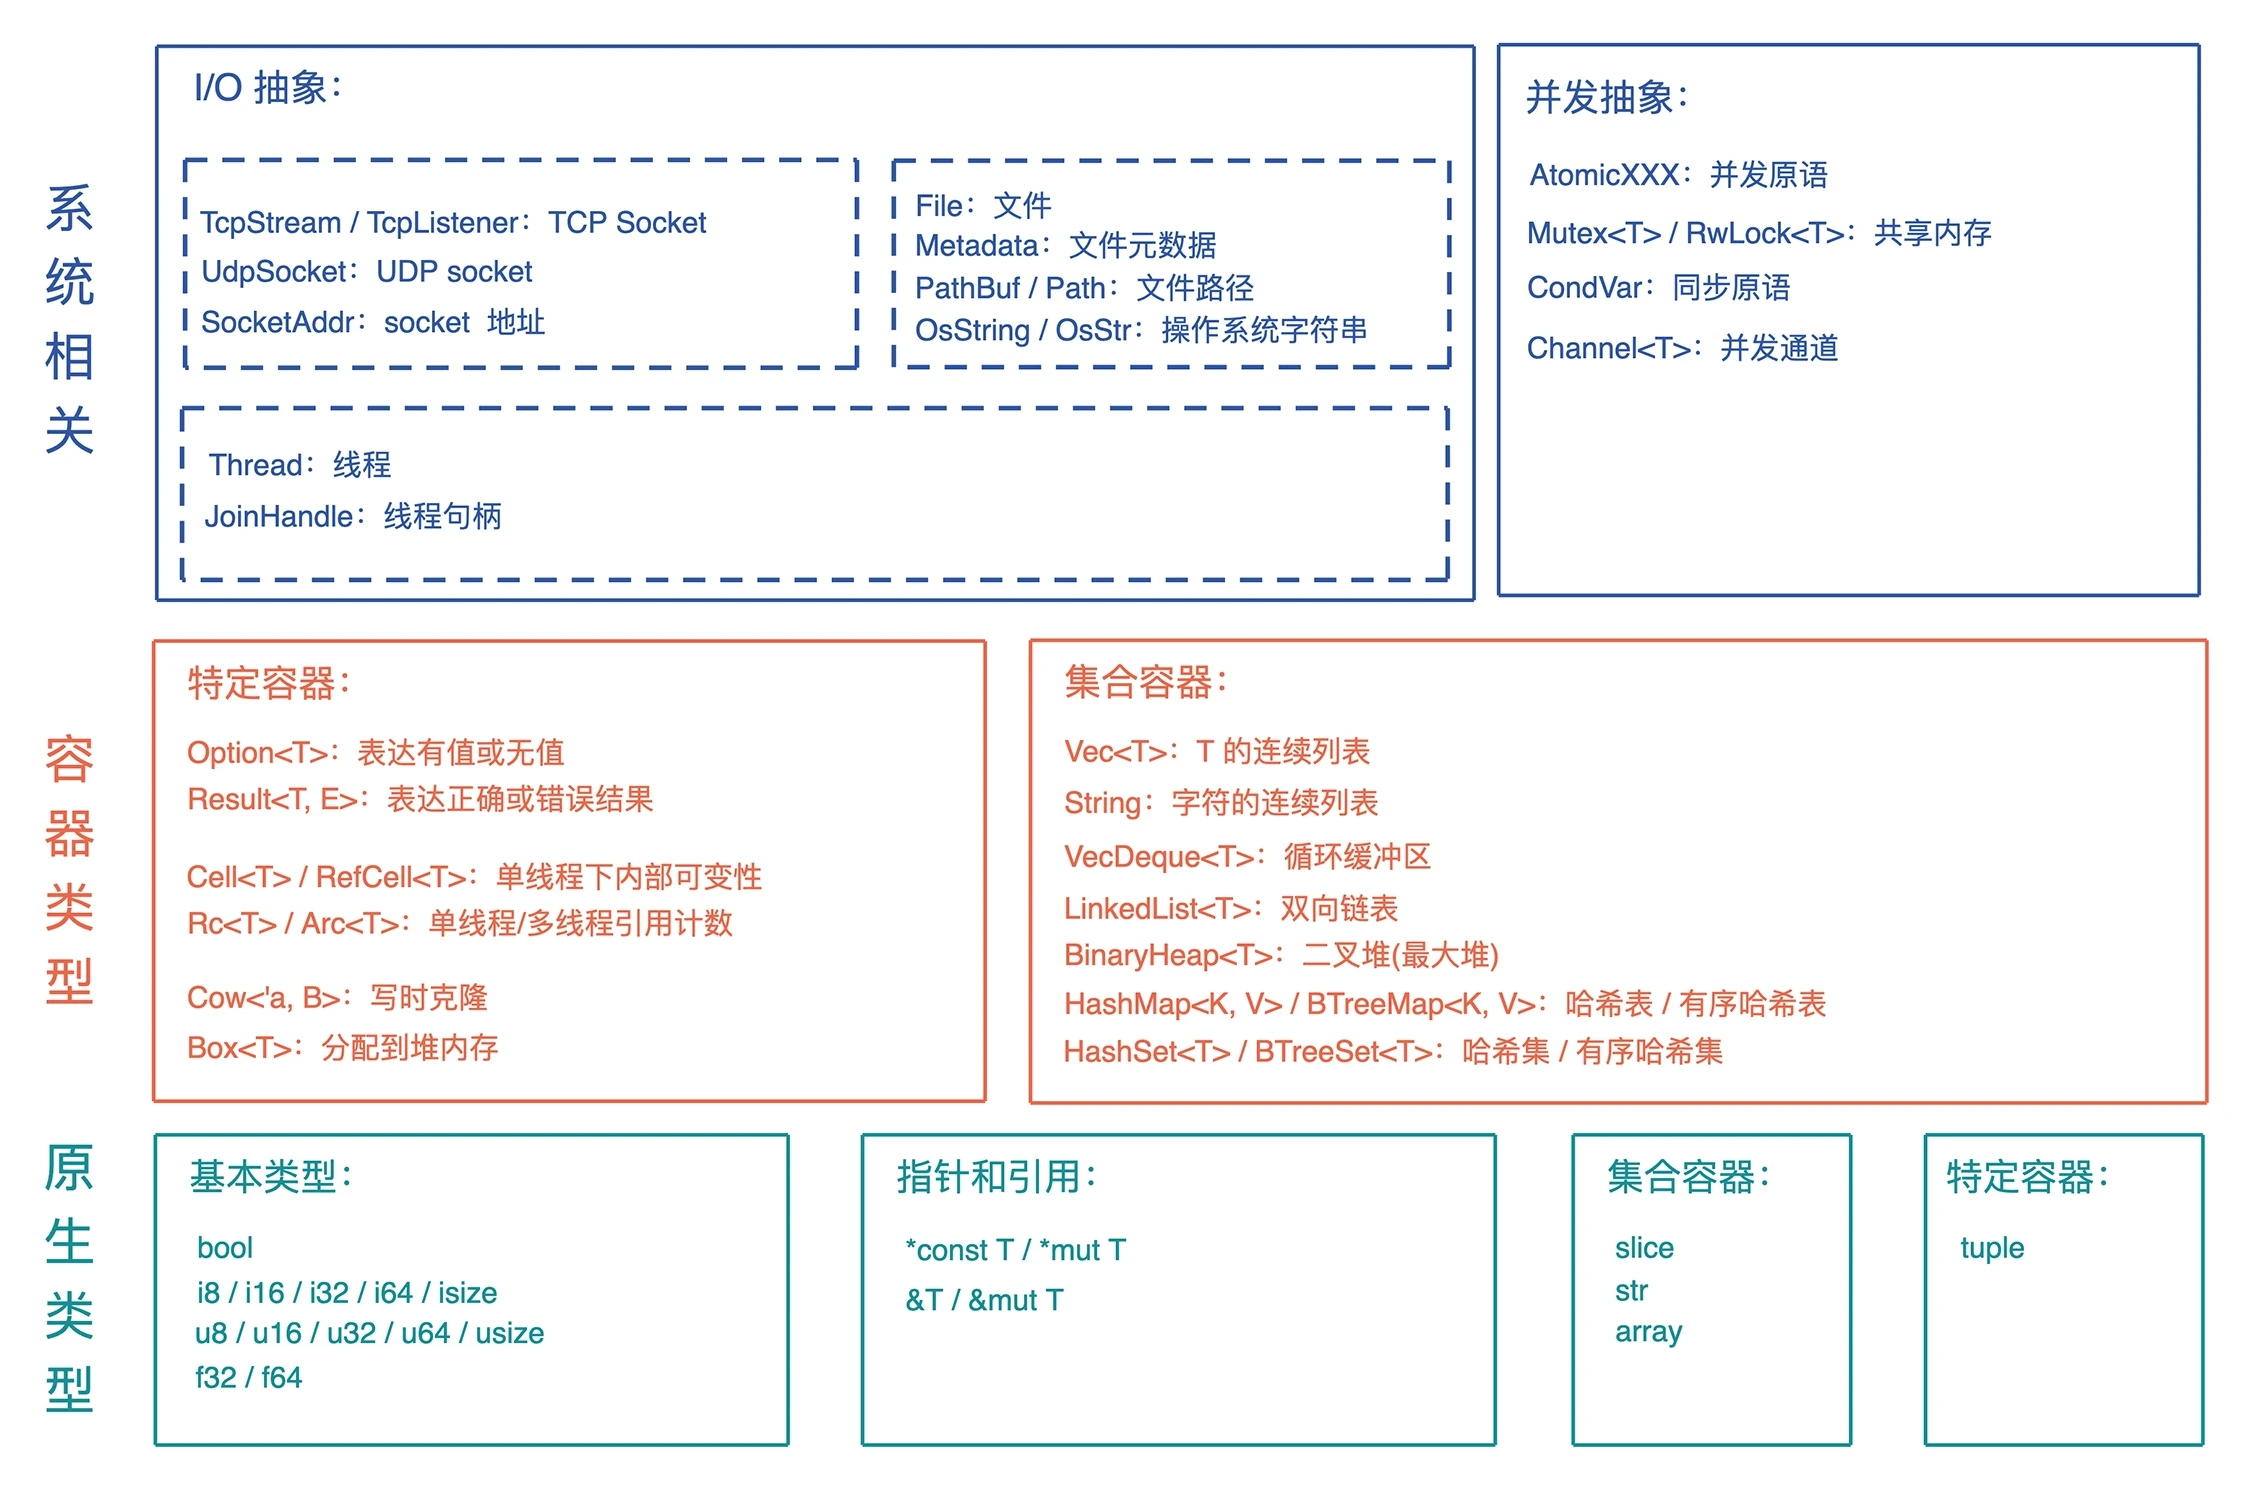 系统相关
I/O 抽象：
TcpStream / TcpListener：TCP Socket
UdpSocket：UDP socket
SocketAddr：socket 地址
File：文件
Metadata：文件元数据
PathBuf / Path：文件路径
OsString / OsStr：操作系统字符串
Thread：线程
JoinHandle：线程句柄
并发抽象：
AtomicXXX：并发原语
Mutex<T> / RwLock<T>：共享内存
CondVar：同步原语
Channel<T>：并发通道
容器类型
特定容器：
Option<T>：表达有值或无值
Result<T, E>：表达正确或错误结果
Cell<T> / RefCell<T>：单线程下内部可变性
Rc<T> / Arc<T>：单线程/多线程引用计数
Cow<'a, B>：写时克隆
Box<T>：分配到堆内存
集合容器：
Vec<T>：T 的连续列表
String：字符的连续列表
VecDeque<T>：循环缓冲区
LinkedList<T>：双向链表
BinaryHeap<T>：二叉堆(最大堆)
HashMap<K, V> / BTreeMap<K, V>：哈希表 / 有序哈希表
HashSet<T> / BTreeSet<T>：哈希集 / 有序哈希集
原生类型
基本类型：
bool
i8 / i16 / i32 / i64 / isize
u8 / u16 / u32 / u64 / usize
f32 / f64
指针和引用：
*const T / *mut T
&T / &mut T
集合容器：
slice
str
array
特定容器：
tuple